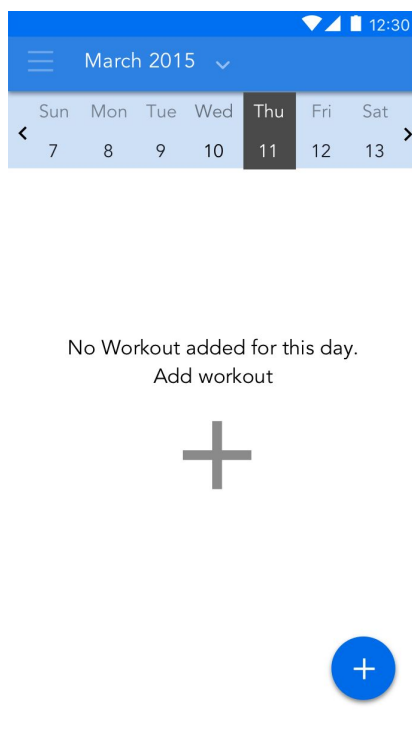 12:30
March 2015
Sun Mon Tue Wed Thu Fri Sat
7 8 9 10 11 12 13
No Workout added for this day.
Add workout